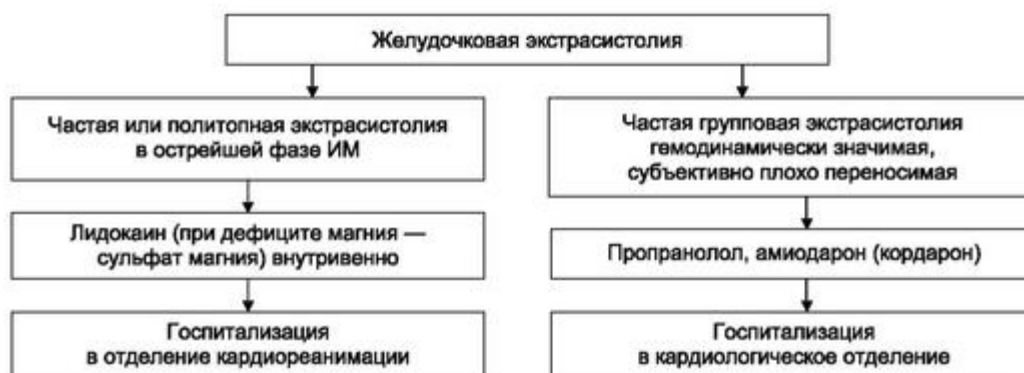 Желудочковая экстрасистолия
Частая или политопная экстрасистолия
в острейшей фазе ИМ
Лидокаин (при дефиците магния —
сульфат магния) внутривенно
Госпитализация
в отделение кардиореанимации
Частая групповая экстрасистолия
гемодинамически значимая,
субъективно плохо переносимая
Пропранолол, амиодарон (кордарон)
Госпитализация
в кардиологическое отделение